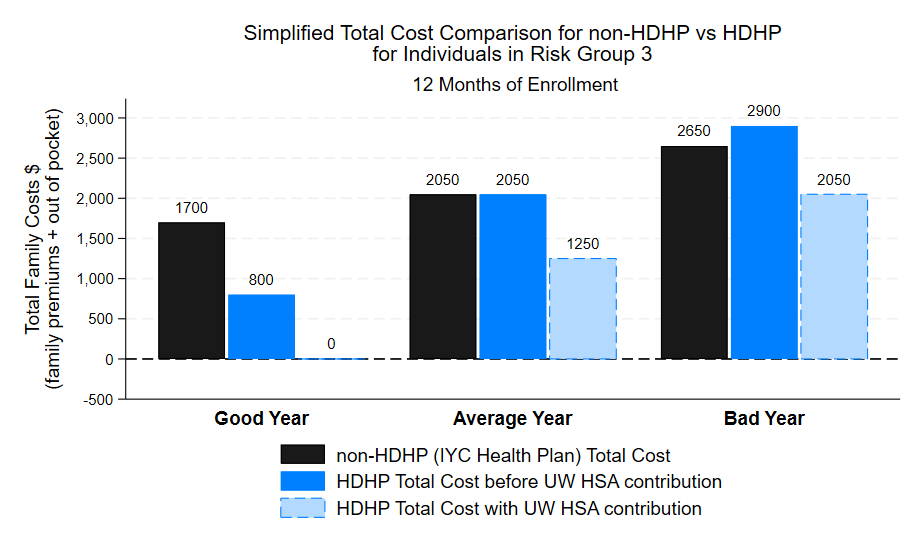 Simplified Total Cost Comparison for non-HDHP vs HDHP
for Individuals in Risk Group 3
12 Months of Enrollment
Total Family Costs $
(family premiums + out of pocket)
3,000
2,500
2,000
1,500
1,000
500
0
-500
1700
800
0
2050
2050
1250
2650
2900
2050
Good Year
Average Year
Bad Year
non-HDHP (IYC Health Plan) Total Cost
HDHP Total Cost before UW HSA contribution
HDHP Total Cost with UW HSA contribution